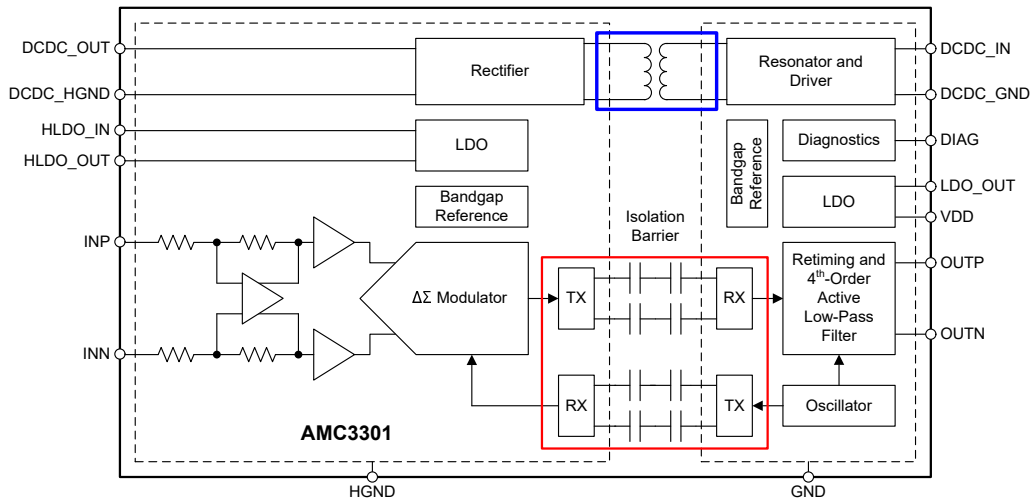 DCDC_OUT
DCDC_HGND
HLDO_IN
HLDO_OUT
INP
INN
Rectifier
LDO
Bandgap
Reference
ΔΣ Modulator
AMC3301
HGND
Isolation
Barrier
TX
RX
RX
TX
Resonator and
Driver
Bandgap
Reference
Diagnostics
LDO
Retiming and
4th-Order
Active
Low-Pass
Filter
Oscillator
GND
DCDC_IN
DCDC_GND
DIAG
LDO_OUT
VDD
OUTP
OUTN